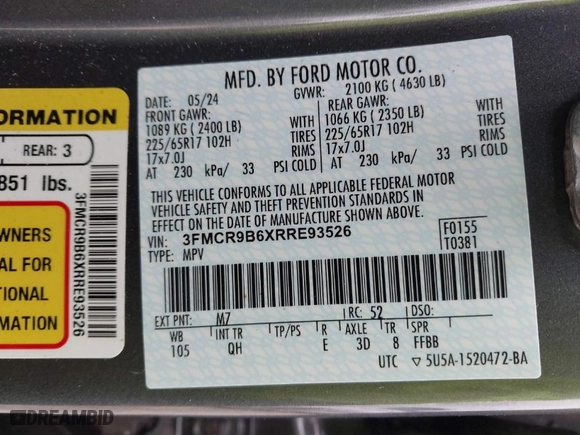 ORMATION
REAR: 3
851 lbs.
WNERS
AL FOR
TIONAL
RMATION
3FMCR9B6XRRE93526
MFD. BY FORD MOTOR CO.
DATE: 05/24 GVWR: 2100 KG ( 4630 LB)
FRONT GAWR: REAR GAWR:
1089 KG ( 2400 LB) WITH 1066 KG ( 2350 LB) WITH
225/65R17 102H TIRES 225/65R17 102H TIRES
17x7.0J RIMS 17x7.0J RIMS
AT 230 kPa/ 33 PSI COLD AT 230 kPa/ 33 PSI COLD
THIS VEHICLE CONFORMS TO ALL APPLICABLE FEDERAL MOTOR
VEHICLE SAFETY AND THEFT PREVENTION STANDARDS IN
EFFECT ON THE DATE OF MANUFACTURE SHOWN ABOVE.
VIN: 3FMCR9B6XRRE93526 F0155
TYPE: MPV T0381
EXT PNT: M7 RC: 52 DSO:
WB INT TR TP/PS R AXLE TR SPR
105 QH E 3D 8 FFBB
UTC ▽ 5U5A-1520472-BA
DREAMBID